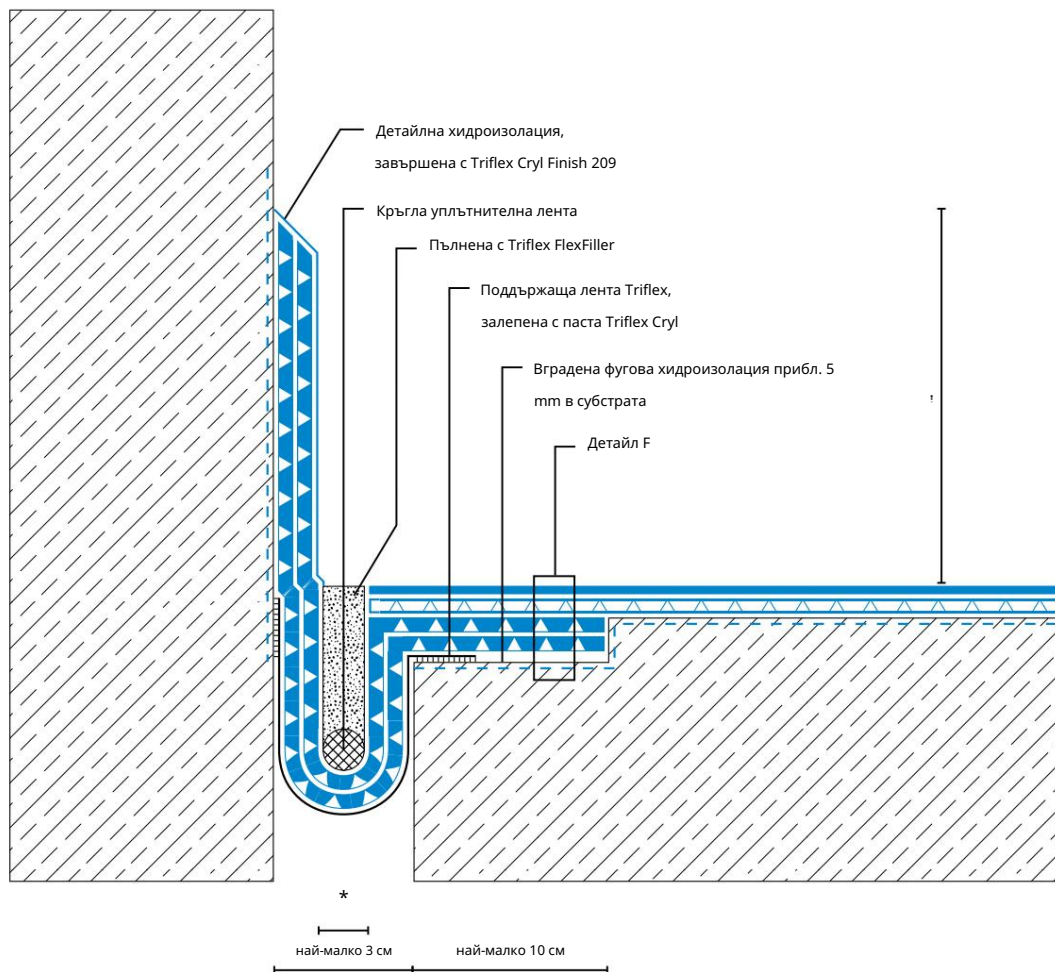 Детайлна хидроизолация,
завършена с Triflex Cryl Finish 209
Кръгла уплътнителна лента
Пълнена с Triflex FlexFiller
Поддържаща лента Triflex,
залепена с паста Triflex Cryl
Вградена фугова хидроизолация прибл. 5
mm в субстрата
Детайл F
*
най-малко 3 см
най-малко 10 см